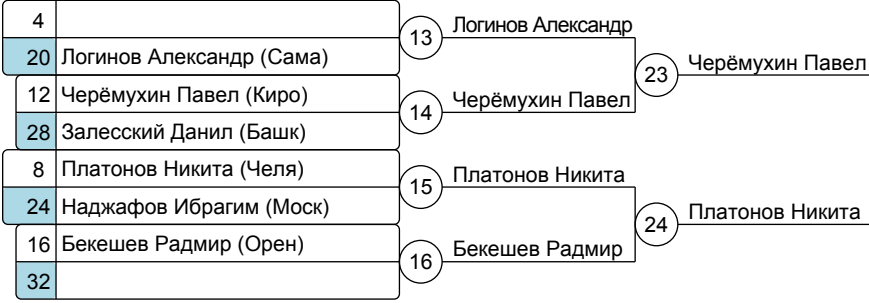 4
20 Логинов Александр (Сама)
12 Черёмухин Павел (Киро)
28 Залесский Данил (Башк)
8 Платонов Никита (Челя)
24 Наджафов Ибрагим (Моск)
16 Бекешев Радмир (Орен)
32
13 Логинов Александр
14 Черёмухин Павел
15 Платонов Никита
16 Бекешев Радмир
23 Черёмухин Павел
24 Платонов Никита